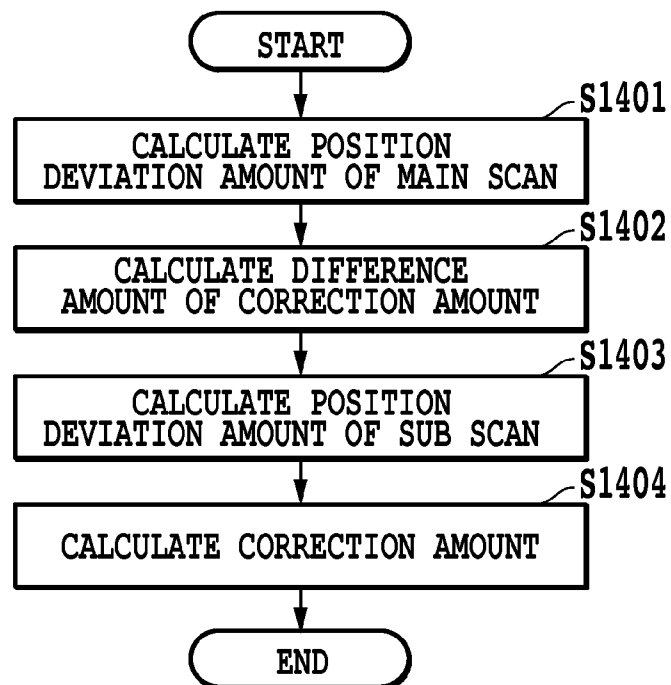 START
S1401
CALCULATE POSITION
DEVIATION AMOUNT OF MAIN SCAN
S1402
CALCULATE DIFFERENCE
AMOUNT OF CORRECTION AMOUNT
S1403
CALCULATE POSITION
DEVIATION AMOUNT OF SUB SCAN
S1404
CALCULATE CORRECTION AMOUNT
END